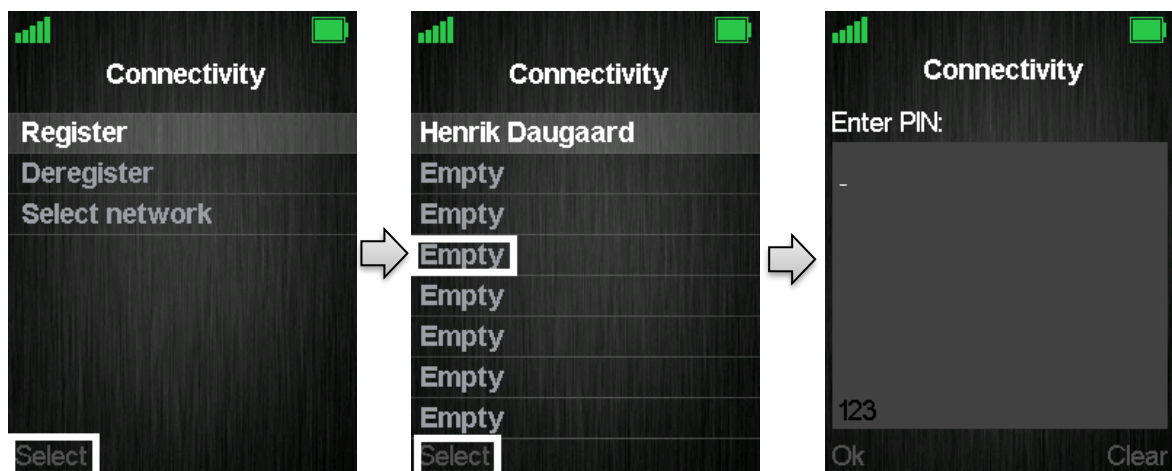 Connectivity
Register
Deregister
Select network
Select
Connectivity
Henrik Daugaard
Empty
Empty
Empty
Empty
Empty
Empty
Empty
Select
Connectivity
Enter PIN:
-
123
Ok Clear